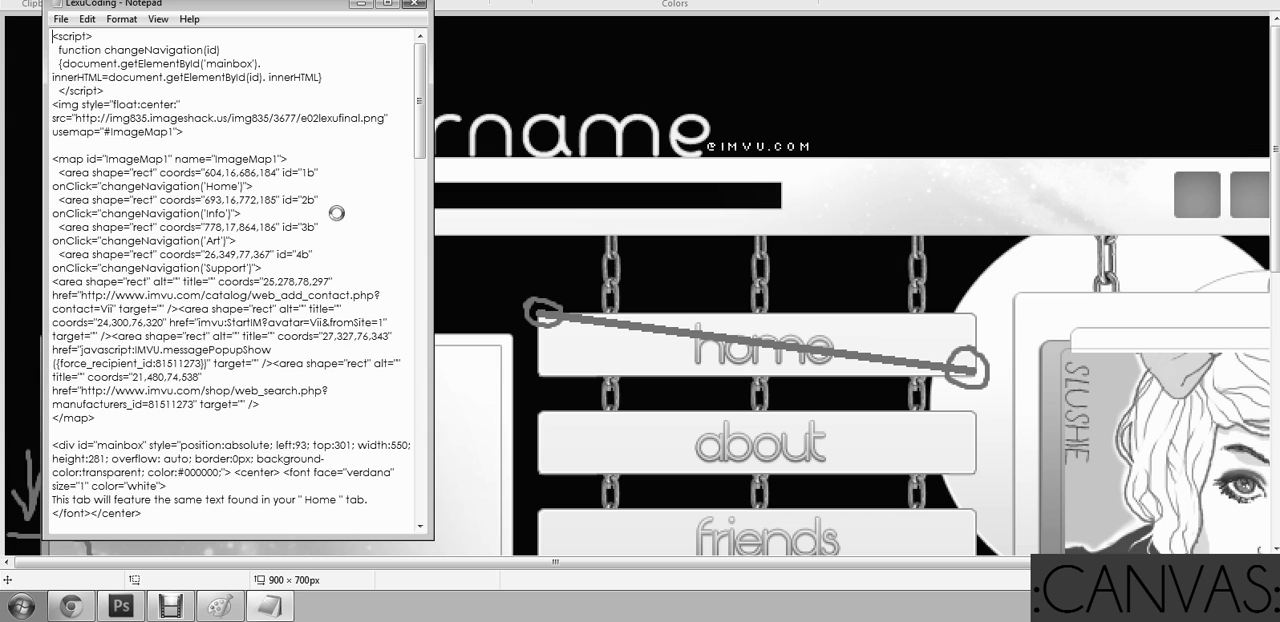 Clipb
Colors
LexuCoding - Notepad
File Edit Format View Help
<script>
function changeNavigation(id)
{document.getElementById('mainbox').
innerHTML=document.getElementById(id). innerHTML}
</script>
<img style="float:center:"
src="http://img835.imageshack.us/img835/3677/e02lexufinal.png"
usemap="#ImageMap1">
<map id="ImageMap1" name="ImageMap1">
<area shape="rect" coords="604,16,686,184" id="1b"
onClick="changeNavigation('Home')">
<area shape="rect" coords="693,16,772,185" id="2b"
onClick="changeNavigation('Info')">
<area shape="rect" coords="778,17,864,186" id="3b"
onClick="changeNavigation('Art')">
<area shape="rect" coords="26,349,77,367" id="4b"
onClick="changeNavigation('Support')">
<area shape="rect" alt="" title="" coords="25,278,78,297"
href="http://www.imvu.com/catalog/web_add_contact.php?
contact=Vii" target="" /><area shape="rect" alt="" title=""
coords="24,300,76,320" href="imvu:StartIM?avatar=Vii&fromSite=1"
target="" /><area shape="rect" alt="" title="" coords="27,327,76,343"
href="javascript:IMVU.messagePopupShow
({force_recipient_id:81511273})" target="" /><area shape="rect" alt=""
title="" coords="21,480,74,538"
href="http://www.imvu.com/shop/web_search.php?
manufacturers_id=81511273" target="" />
</map>
<div id="mainbox" style="position:absolute; left:93; top:301; width:550;
height:281; overflow: auto; border:0px; background-
color:transparent; color:#000000;"> <center> <font face="verdana"
size="1" color="white">
This tab will feature the same text found in your " Home " tab.
</font></center>
rname
@IMVU.COM
home
about
friends
SLUSHIE
900 × 700px
Ps
:CANVAS: